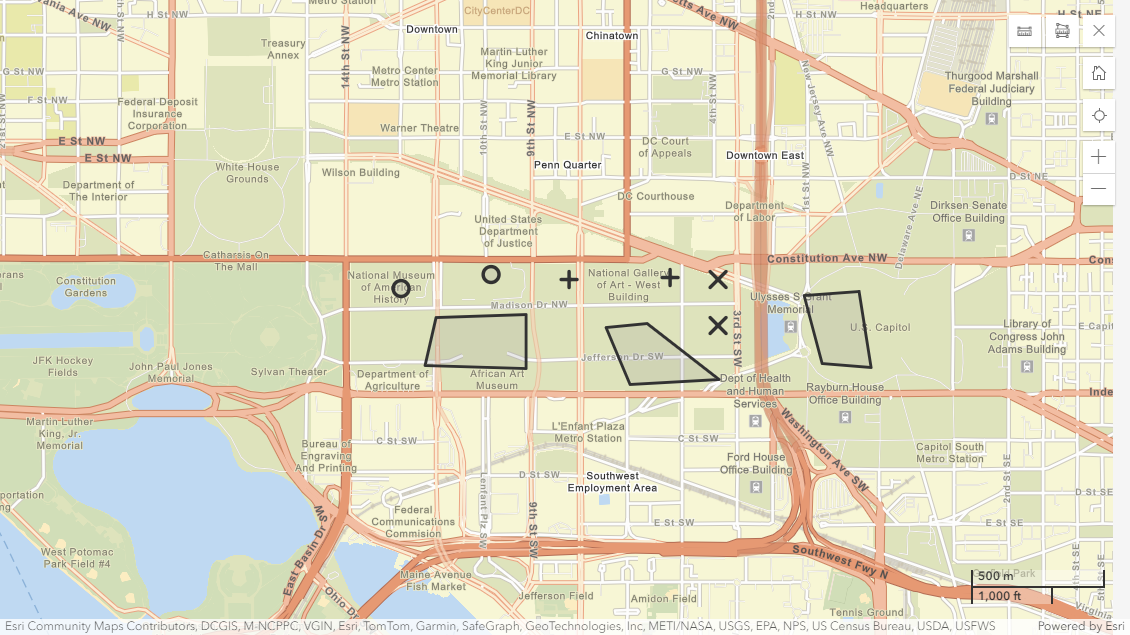 Metro Station
H St NE
vania Ave NW
H St NW
CityCenterDC
Headquarters
H St NW
Downtown
Chinatown
Treasury
Annex
14th St NW
Martin Luther
King Junior
Memorial Library
Metro Center
Metro Station
G St NW
G St NW
Thurgood Marshall
Federal Judiciary
Building
F St NW
Federal Deposit
Insurance
Corporation
New Jersey Ave NW
4th St NW
10th St NW
9th St NW
Warner Theatre
E St NW
E St NW
E St NW
DC Court
of Appeals
Penn Quarter
Downtown East
White House
Grounds
Wilson Building
D St NE
Department of
The Interior
1st St NW
DC Courthouse
Delaware Ave NE
Department
of Labor
Dirksen Senate
Office Building
United States
Department
of Justice
Catharsis On
The Mall
Constitution Ave NW
Constitution
Gardens
National Museum
of American
History
National Gallery
of Art - West
Building
Madison Dr NW
Ulysses S Grant
Memorial
U.S. Capitol
3rd St SW
Library of
Congress John
Adams Building
JFK Hockey
Fields
John Paul Jones
Memorial
Sylvan Theater
Department of
Agriculture
African Art
Museum
Jefferson Dr SW
Dept of Health
and Human
Services
Rayburn House
Office Building
Martin Luther
King, Jr.
Memorial
Bureau of
Engraving
And Printing
C St SW
L'Enfant Plaza
Metro Station
C St SW
Washington Ave SW
Capitol South
Metro Station
Ford House
Office Building
D St SW
Southwest
Employment Area
2nd St SE
D St SE
Lenfant Plz SW
9th St SW
Federal
Communications
Commision
E St SW
E St SE
East Basin Dr SW
West Potomac
Park Field #4
Maine Avenue
Fish Market
Southwest Fwy N
500 m
1,000 ft
4th St SE
5th St SE
Ohio Dr
Jefferson Field
Amidon Field
Tennis Ground
Virginia
Esri Community Maps Contributors, DCGIS, M-NCPPC, VGIN, Esri, TomTom, Garmin, SafeGraph, GeoTechnologies, Inc, METI/NASA, USGS, EPA, NPS, US Census Bureau, USDA, USFWS
Powered by Esri